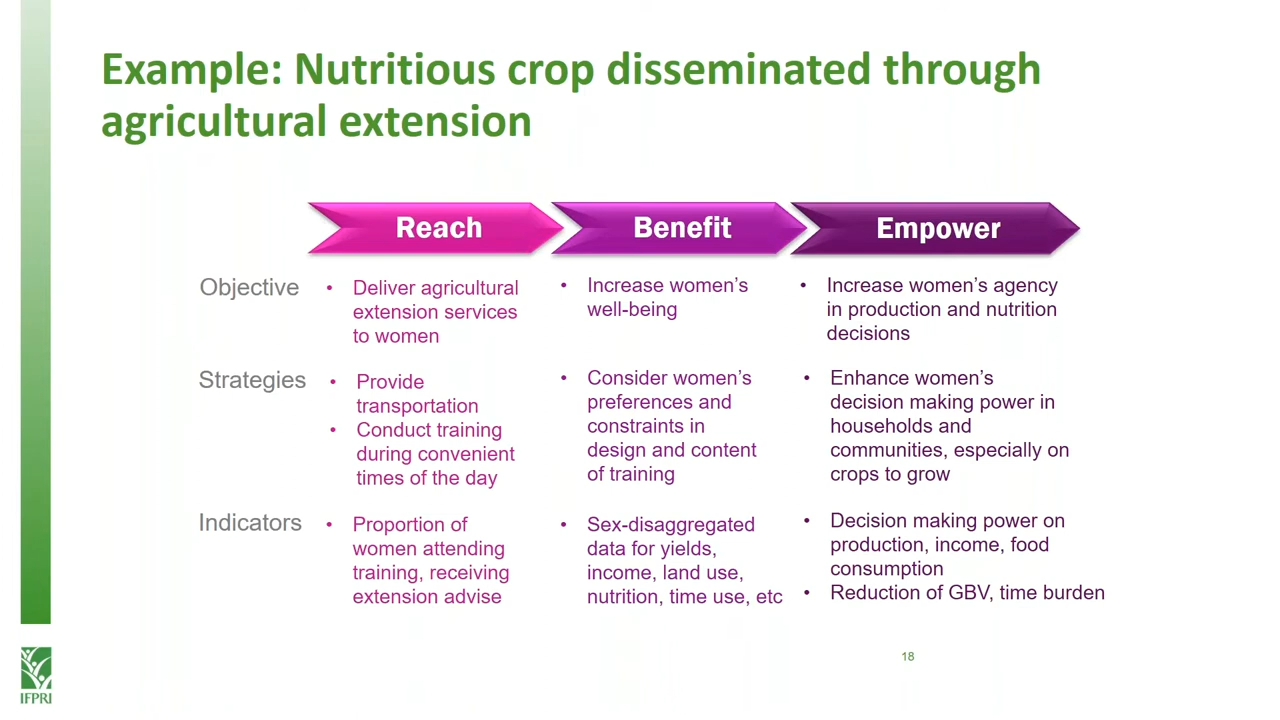 Example: Nutritious crop disseminated through
agricultural extension
Reach
Benefit
Empower
Objective
• Deliver agricultural
extension services
to women
• Increase women's
well-being
• Increase women's agency
in production and nutrition
decisions
Strategies
• Provide
transportation
• Conduct training
during convenient
times of the day
• Consider women's
preferences and
constraints in
design and content
of training
• Enhance women's
decision making power in
households and
communities, especially on
crops to grow
Indicators
• Proportion of
women attending
training, receiving
extension advise
• Sex-disaggregated
data for yields,
income, land use,
nutrition, time use, etc
• Decision making power on
production, income, food
consumption
• Reduction of GBV, time burden
18
IFPRI